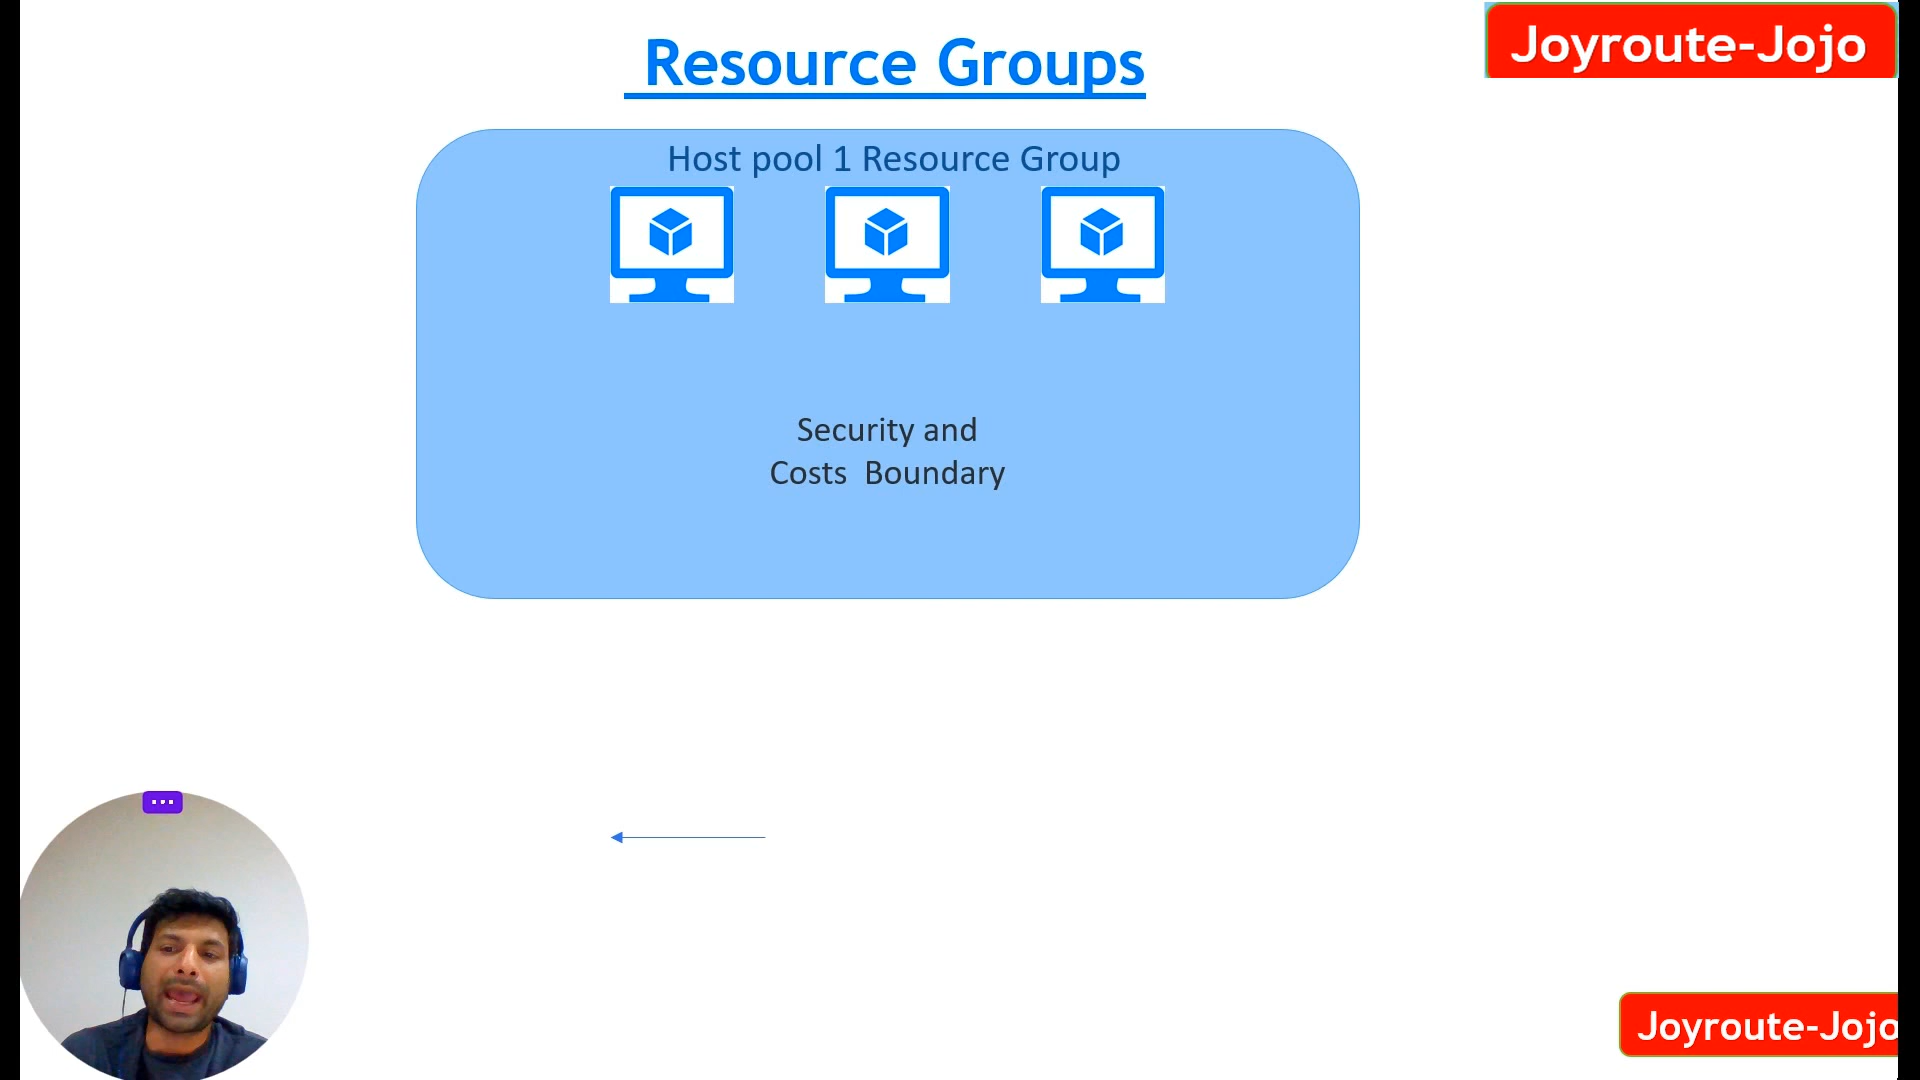 Resource Groups
Joyroute-Jojo
Host pool 1 Resource Group
Security and
Costs Boundary
Joyroute-Jojo